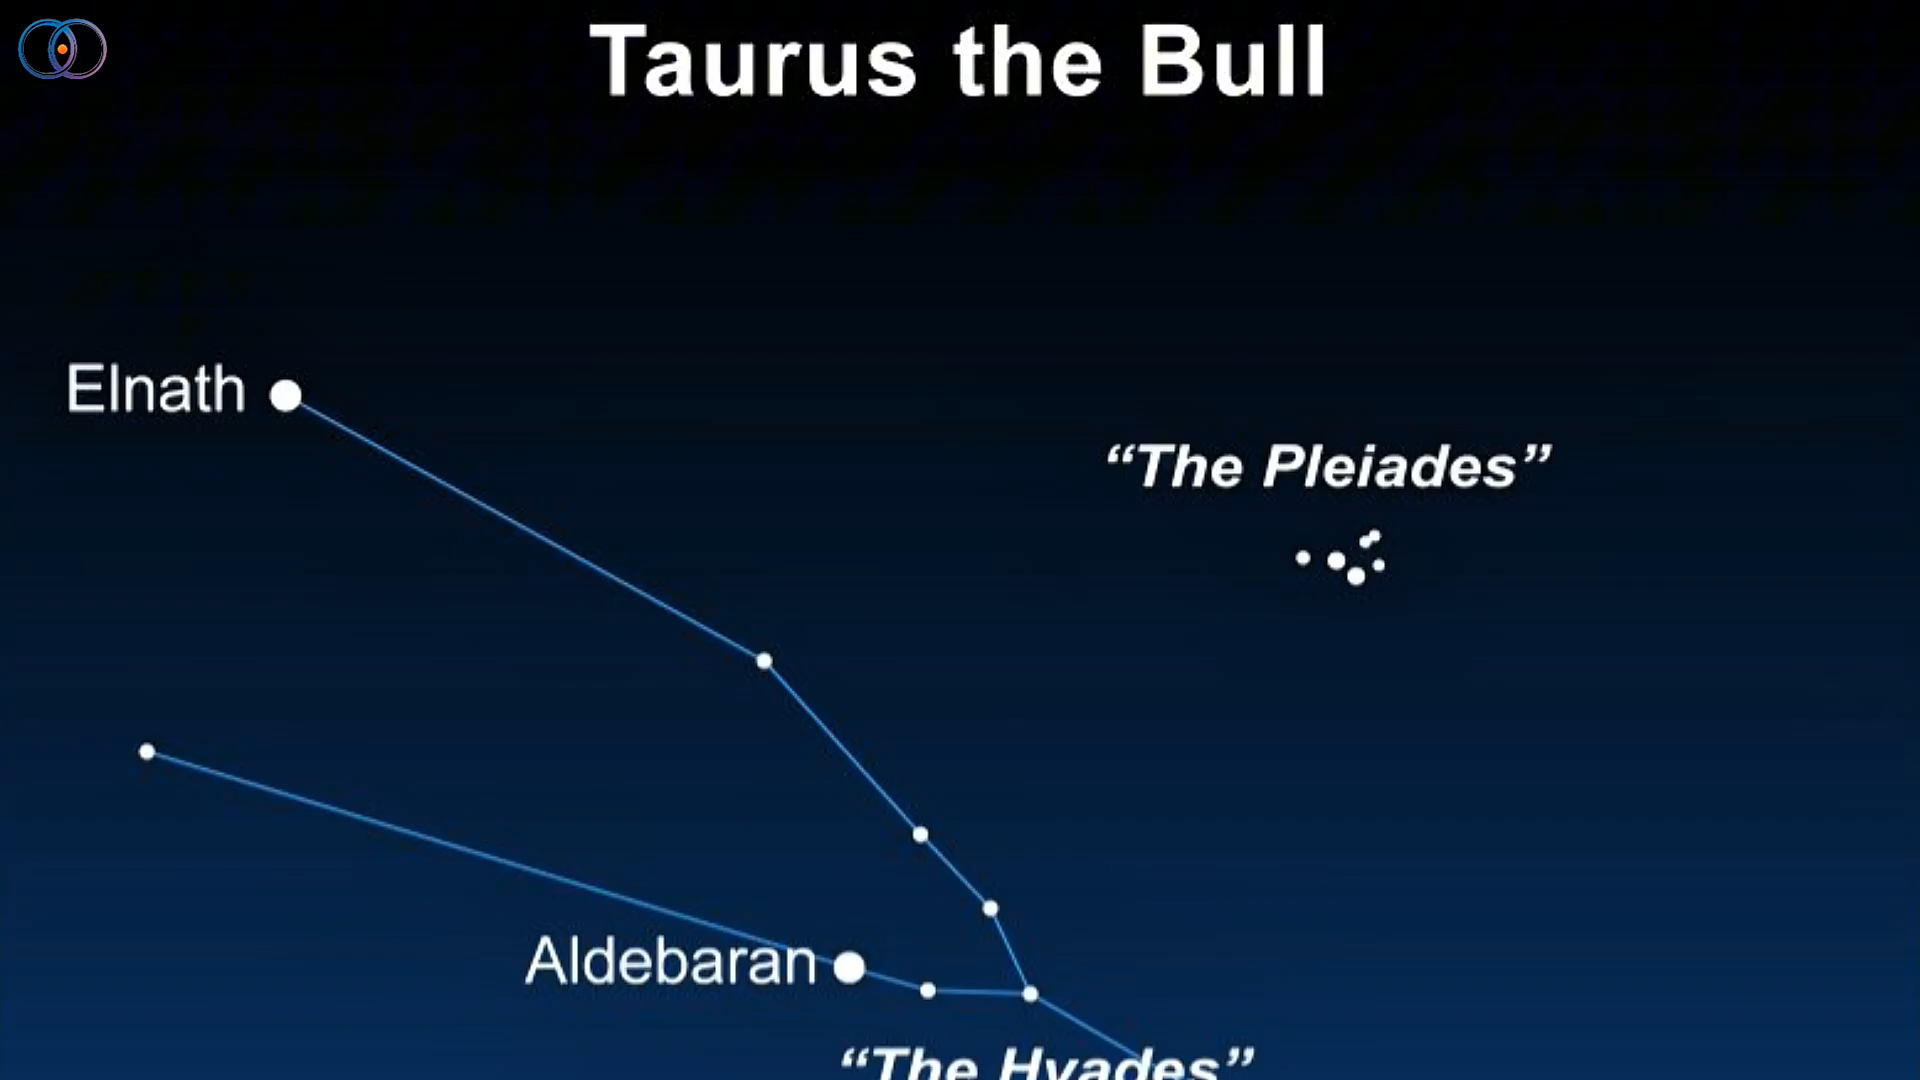 Taurus the Bull
Elnath
“The Pleiades”
Aldebaran
“The Hyades”